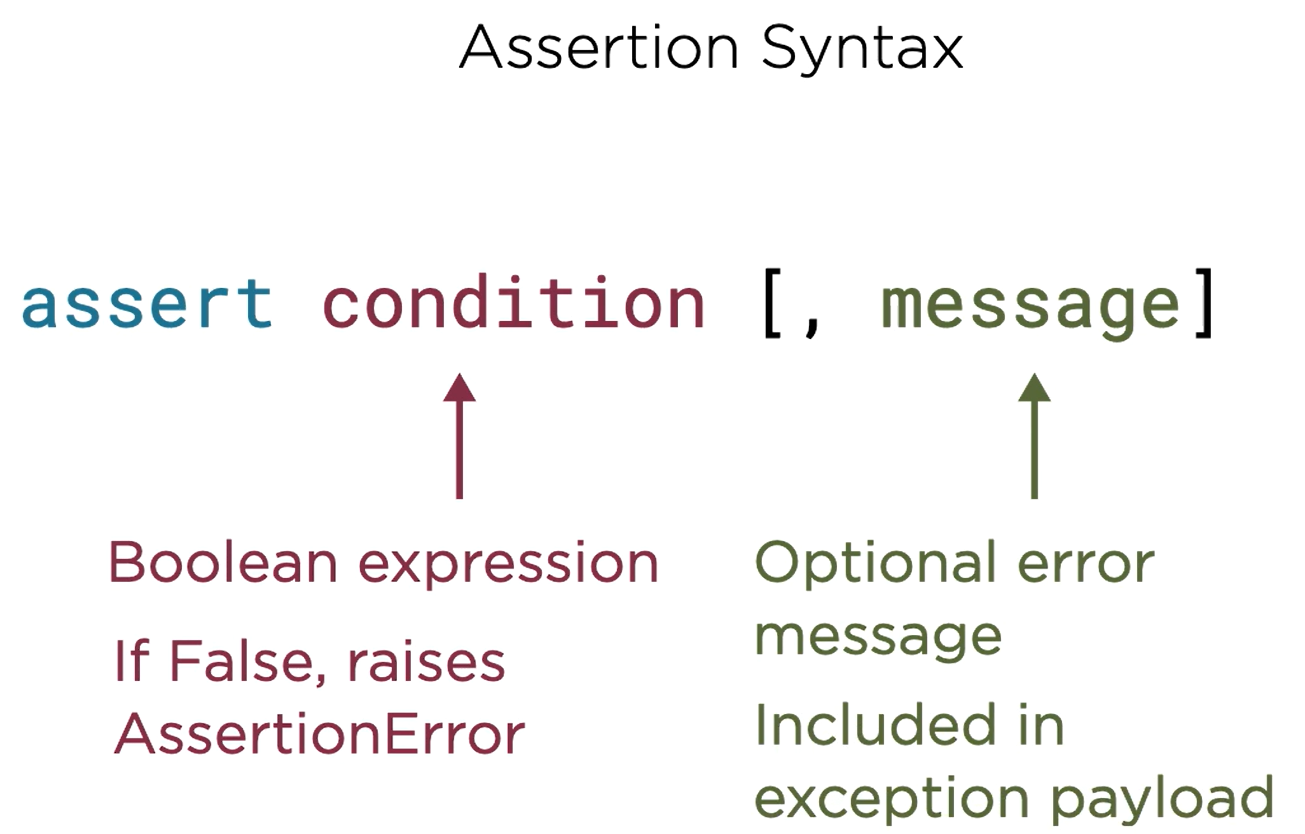 Assertion Syntax
assert condition [, message]
Boolean expression
If False, raises
AssertionError
Optional error
message
Included in
exception payload